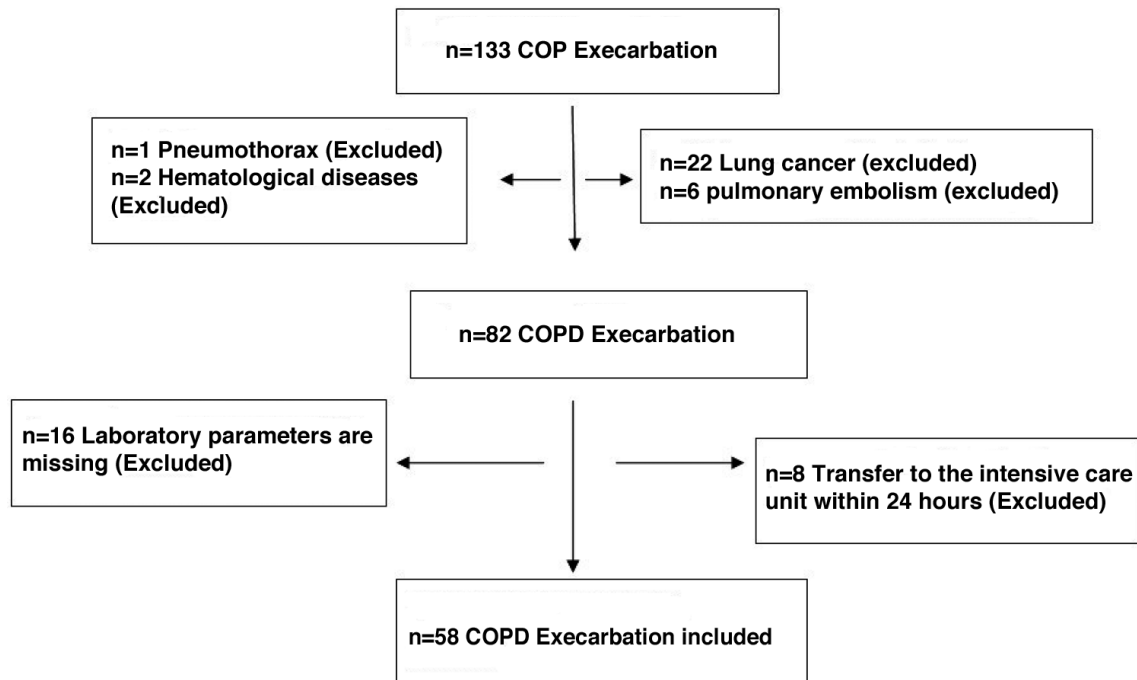 n=133 COP Execarbation
n=1 Pneumothorax (Excluded)
n=2 Hematological diseases
(Excluded)
n=22 Lung cancer (excluded)
n=6 pulmonary embolism (excluded)
n=82 COPD Execarbation
n=16 Laboratory parameters are
missing (Excluded)
n=8 Transfer to the intensive care
unit within 24 hours (Excluded)
n=58 COPD Execarbation included